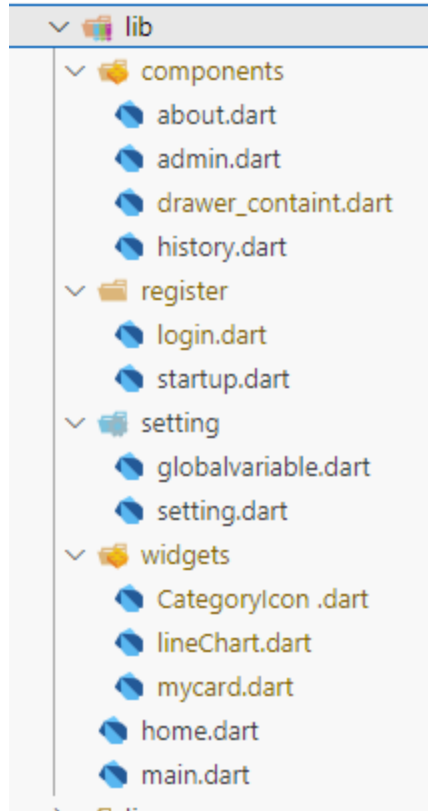 lib
components
about.dart
admin.dart
drawer_containt.dart
history.dart
register
login.dart
startup.dart
setting
globalvariable.dart
setting.dart
widgets
CategoryIcon .dart
lineChart.dart
mycard.dart
home.dart
main.dart